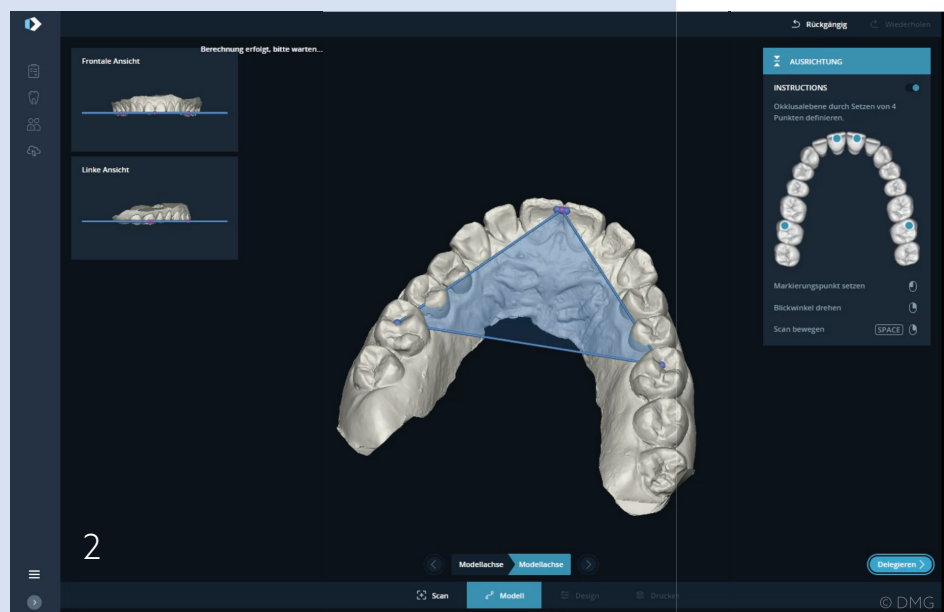 Rückgängig
Wiederholen
Berechnung erfolgt, bitte warten...
Frontale Ansicht
Linke Ansicht
AUSRICHTUNG
INSTRUCTIONS
Okklusalebene durch Setzen von 4
Punkten definieren.
Markierungspunkt setzen
Blickwinkel drehen
Scan bewegen
SPACE
2
Modellachse
Modellachse
Delegieren
Scan
Modell
Design
Drucken
© DMG